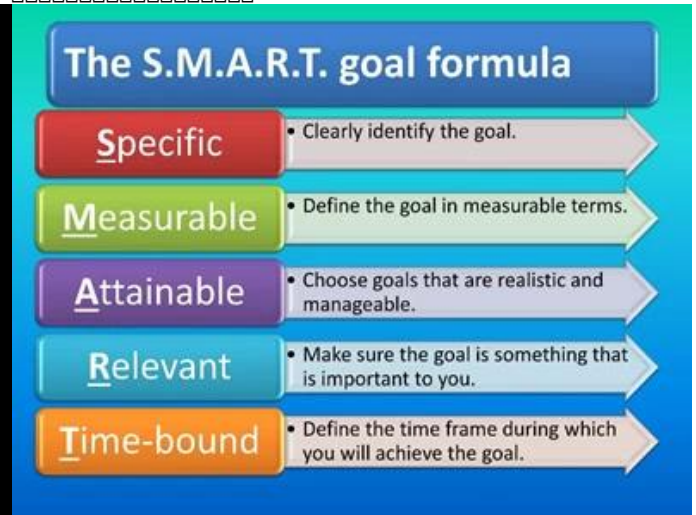 The S.M.A.R.T. goal formula
Specific
• Clearly identify the goal.
Measurable
• Define the goal in measurable terms.
Attainable
• Choose goals that are realistic and
manageable.
Relevant
• Make sure the goal is something that
is important to you.
Time-bound
• Define the time frame during which
you will achieve the goal.